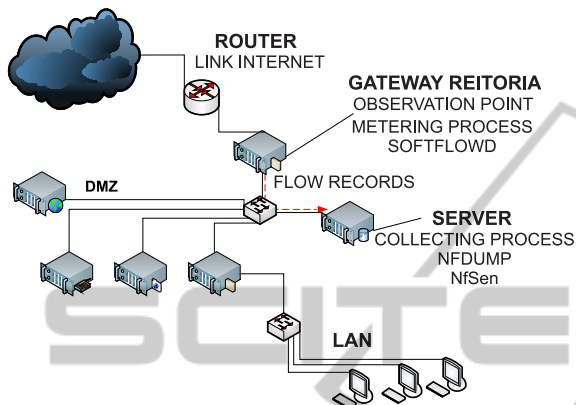 ROUTER
LINK INTERNET
GATEWAY REITORIA
OBSERVATION POINT
METERING PROCESS
SOFTFLOWD
DMZ
FLOW RECORDS
SERVER
COLLECTING PROCESS
NFDUMP
NfSen
LAN
SCITE